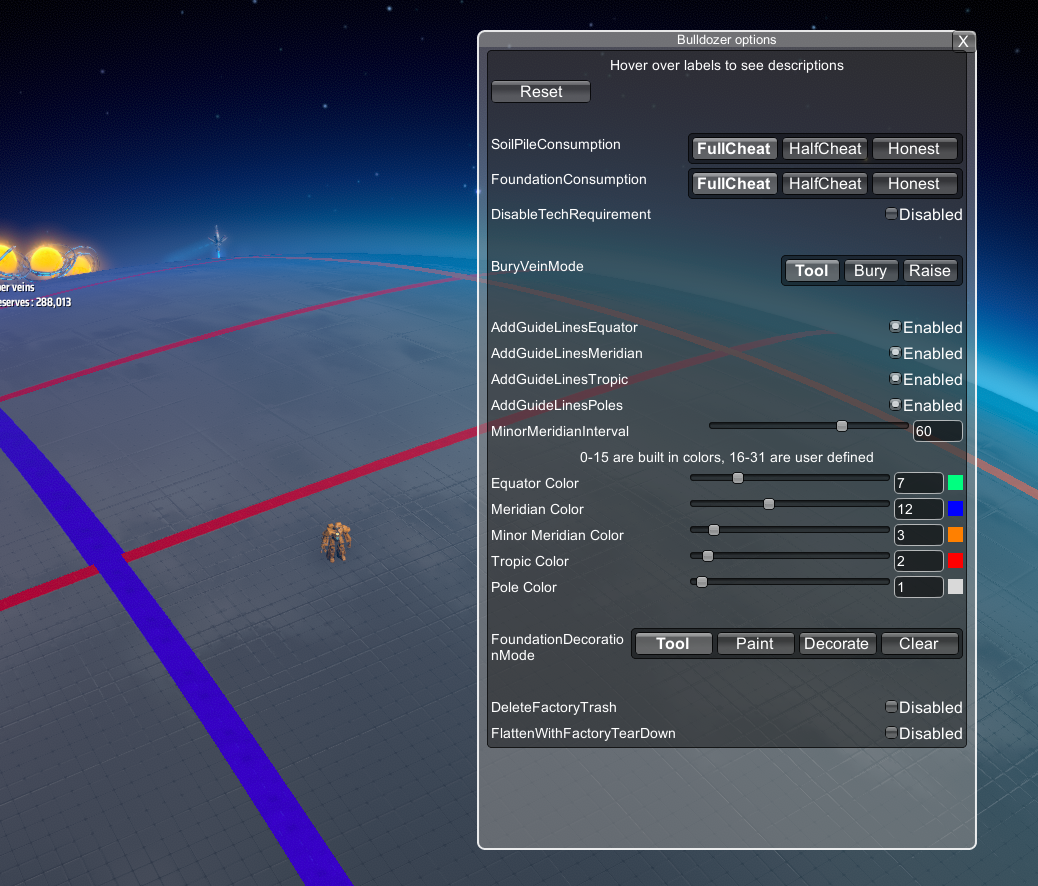 Bulldozer options
X
Hover over labels to see descriptions
Reset
SoilPileConsumption FullCheat HalfCheat Honest
FoundationConsumption FullCheat HalfCheat Honest
DisableTechRequirement Disabled
BuryVeinMode Tool Bury Raise
er veins
eserves: 288,013
AddGuideLinesEquator Enabled
AddGuideLinesMeridian Enabled
AddGuideLinesTropic Enabled
AddGuideLinesPoles Enabled
MinorMeridianInterval 60
0-15 are built in colors, 16-31 are user defined
Equator Color 7
Meridian Color 12
Minor Meridian Color 3
Tropic Color 2
Pole Color 1
FoundationDecoratio
nMode
Tool Paint Decorate Clear
DeleteFactoryTrash Disabled
FlattenWithFactoryTearDown Disabled